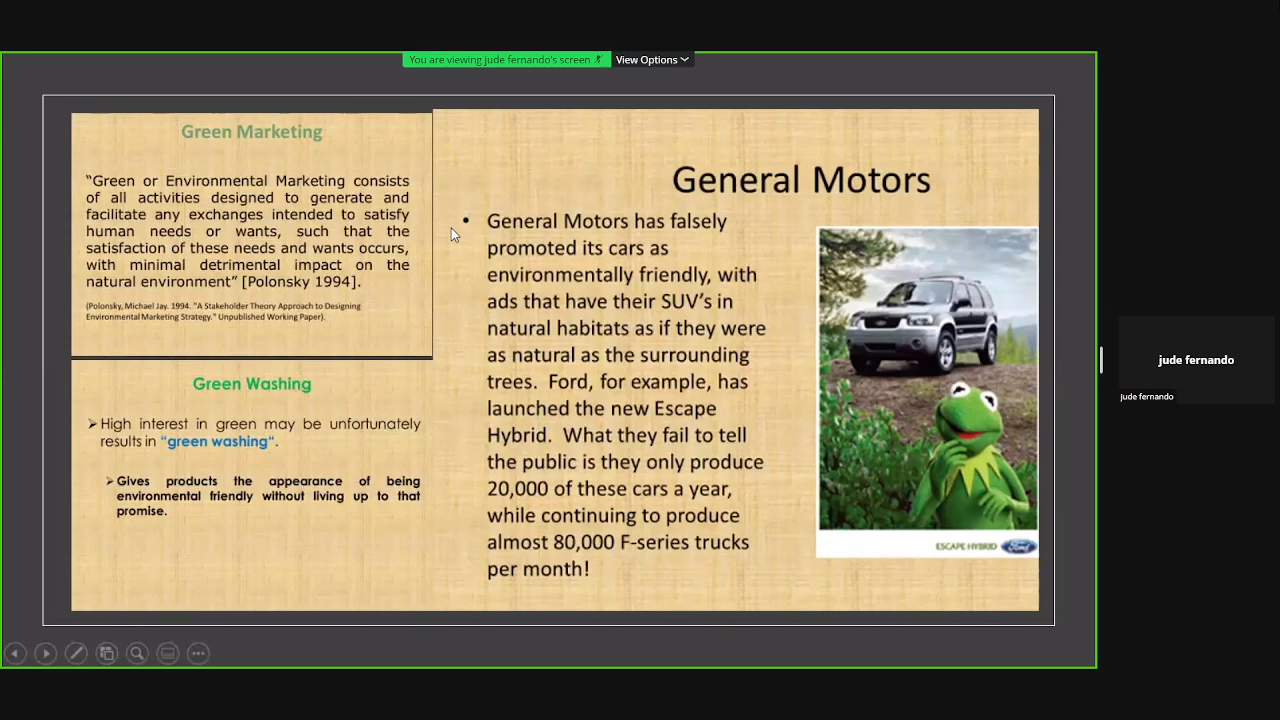 You are viewing jude fernando's screen
View Options
Green Marketing
“Green or Environmental Marketing consists
of all activities designed to generate and
facilitate any exchanges intended to satisfy
human needs or wants, such that the
satisfaction of these needs and wants occurs,
with minimal detrimental impact on the
natural environment” [Polonsky 1994].
(Polonsky, Michael Jay. 1994. "A Stakeholder Theory Approach to Designing
Environmental Marketing Strategy." Unpublished Working Paper).
Green Washing
High interest in green may be unfortunately
results in "green washing".
Gives products the appearance of being
environmental friendly without living up to that
promise.
General Motors
• General Motors has falsely
promoted its cars as
environmentally friendly, with
ads that have their SUV’s in
natural habitats as if they were
as natural as the surrounding
trees. Ford, for example, has
launched the new Escape
Hybrid. What they fail to tell
the public is they only produce
20,000 of these cars a year,
while continuing to produce
almost 80,000 F-series trucks
per month!
ESCAPE HYBRID Ford
jude fernando
jude fernando